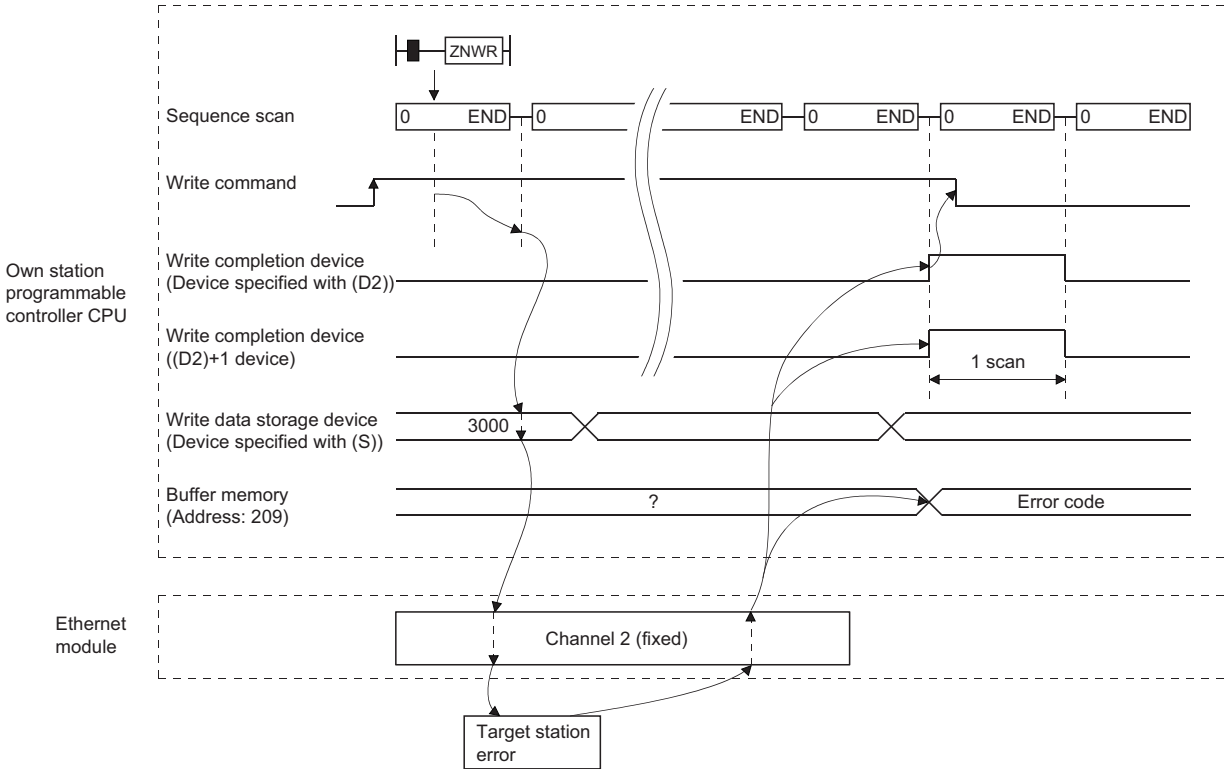 ZNWR
Sequence scan
0 END 0 END 0 END 0 END 0 END
Write command
Own station
programmable
controller CPU
Write completion device
(Device specified with (D2))
Write completion device
((D2)+1 device)
1 scan
Write data storage device
(Device specified with (S))
3000
Buffer memory
(Address: 209)
?
Error code
Ethernet
module
Channel 2 (fixed)
Target station
error